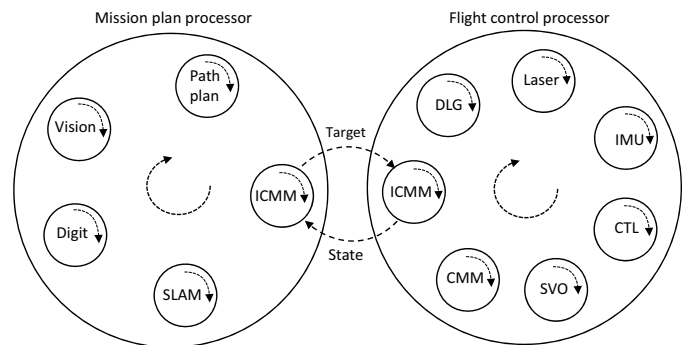 Mission plan processor
Flight control processor
Path
plan
Vision
Digit
SLAM
ICMM
Target
State
ICMM
DLG
Laser
IMU
CTL
SVO
CMM